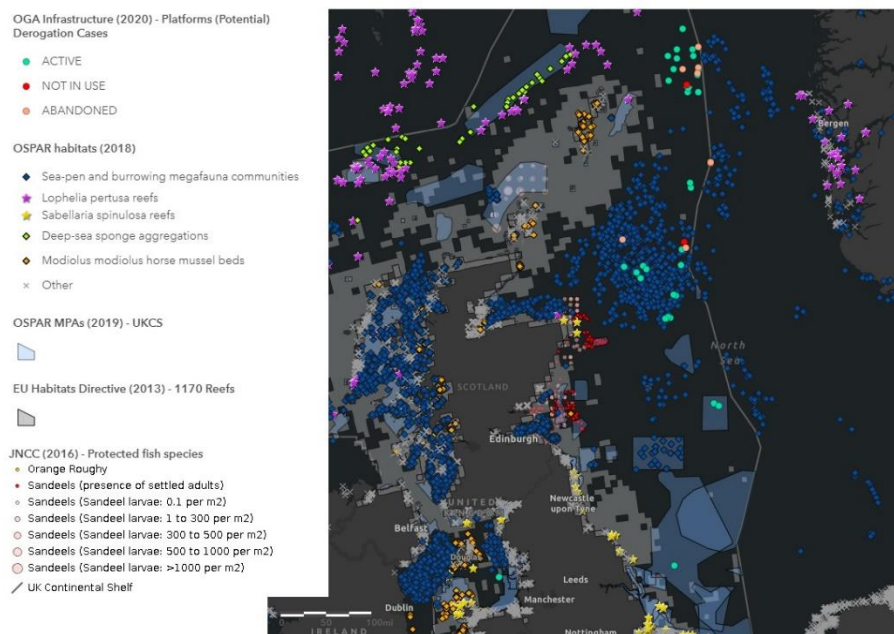 OGA Infrastructure (2020) - Platforms (Potential)
Derogation Cases
ACTIVE
NOT IN USE
ABANDONED
OSPAR habitats (2018)
Sea-pen and burrowing megafauna communities
Lophelia pertusa reefs
Sabellaria spinulosa reefs
Deep-sea sponge aggregations
Modiolus modiolus horse mussel beds
Other
OSPAR MPAs (2019) - UKCS
EU Habitats Directive (2013) - 1170 Reefs
JNCC (2016) - Protected fish species
Orange Roughy
Sandeels (presence of settled adults)
Sandeels (Sandeel larvae: 0.1 per m2)
Sandeels (Sandeel larvae: 1 to 300 per m2)
Sandeels (Sandeel larvae: 300 to 500 per m2)
Sandeels (Sandeel larvae: 500 to 1000 per m2)
Sandeels (Sandeel larvae: >1000 per m2)
UK Continental Shelf
Bergen
North
Sea
SCOTLAND
Edinburgh
UNITED
Newcastle
upon Tyne
Belfast
Douglas
Leeds
Dublin
Manchester
IRELAND
Nottingham
0 50 100mi